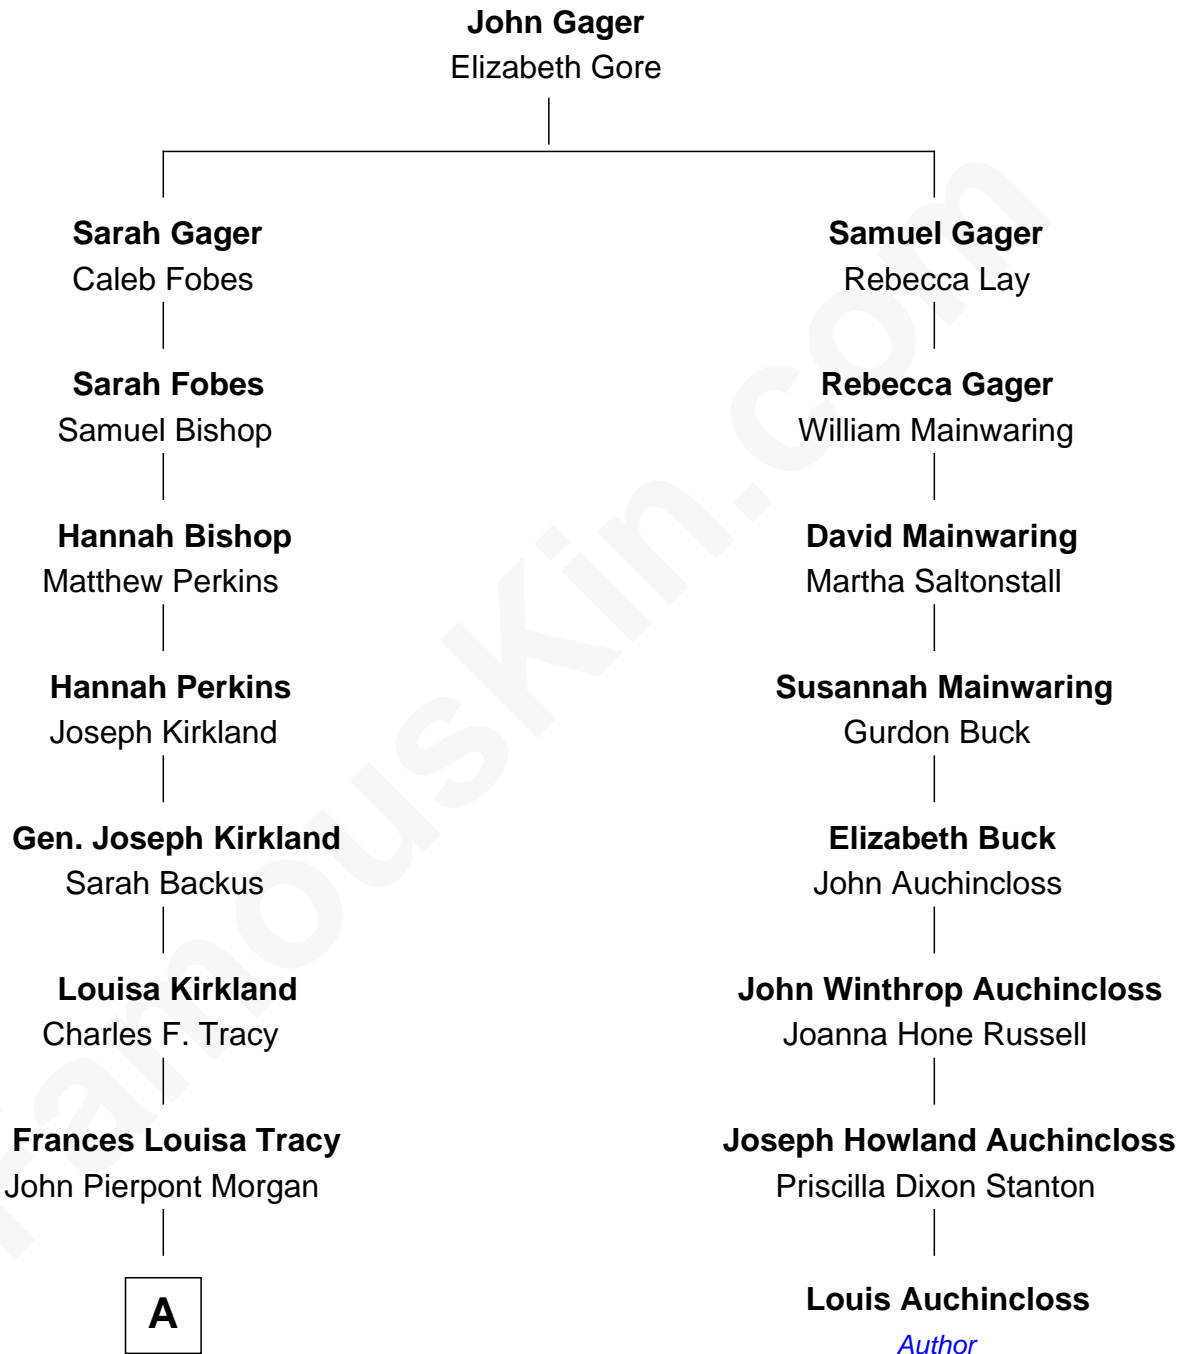 John Gager
Elizabeth Gore
Sarah Gager
Caleb Fobes
Samuel Gager
Rebecca Lay
Sarah Fobes
Samuel Bishop
Rebecca Gager
William Mainwaring
Hannah Bishop
Matthew Perkins
David Mainwaring
Martha Saltonstall
Hannah Perkins
Joseph Kirkland
Susannah Mainwaring
Gurdon Buck
Gen. Joseph Kirkland
Sarah Backus
Elizabeth Buck
John Auchincloss
Louisa Kirkland
Charles F. Tracy
John Winthrop Auchincloss
Joanna Hone Russell
Frances Louisa Tracy
John Pierpont Morgan
Joseph Howland Auchincloss
Priscilla Dixon Stanton
A
Louis Auchincloss
Author
FamousKin.com